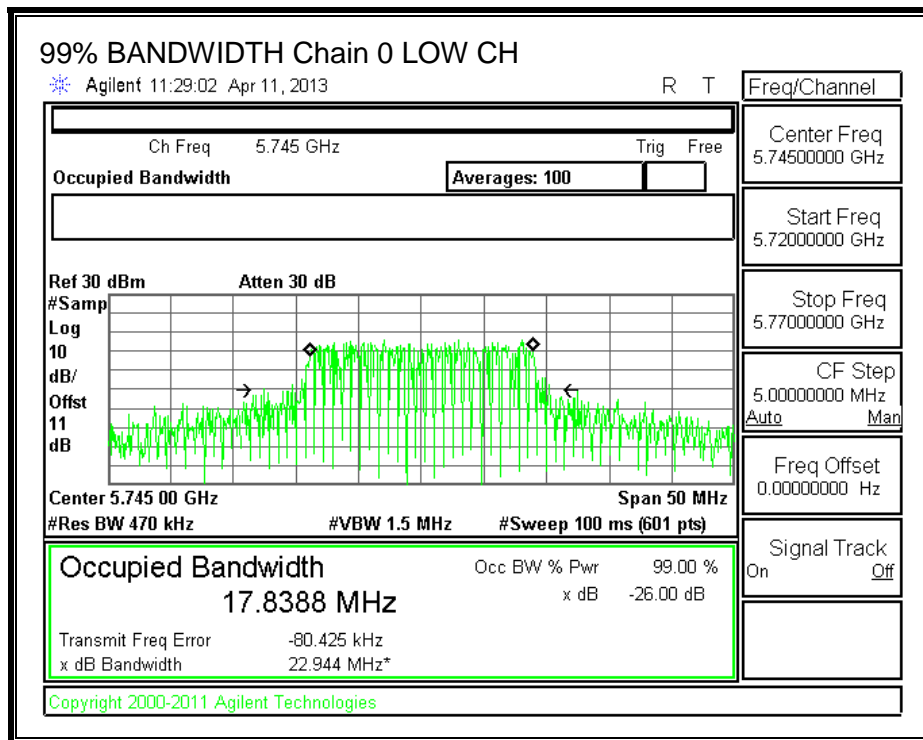 99% BANDWIDTH Chain 0 LOW CH
Agilent 11:29:02 Apr 11, 2013 R T
Freq/Channel
Ch Freq 5.745 GHz Trig Free
Occupied Bandwidth Averages: 100
Center Freq
5.74500000 GHz
Start Freq
5.72000000 GHz
Stop Freq
5.77000000 GHz
CF Step
5.00000000 MHz
Auto Man
Freq Offset
0.00000000 Hz
Signal Track
On Off
Ref 30 dBm Atten 30 dB
#Samp
Log
10
dB/
Offst
11
dB
Center 5.745 00 GHz Span 50 MHz
#Res BW 470 kHz #VBW 1.5 MHz #Sweep 100 ms (601 pts)
Occupied Bandwidth Occ BW % Pwr 99.00 %
17.8388 MHz x dB -26.00 dB
Transmit Freq Error -80.425 kHz
x dB Bandwidth 22.944 MHz*
Copyright 2000-2011 Agilent Technologies